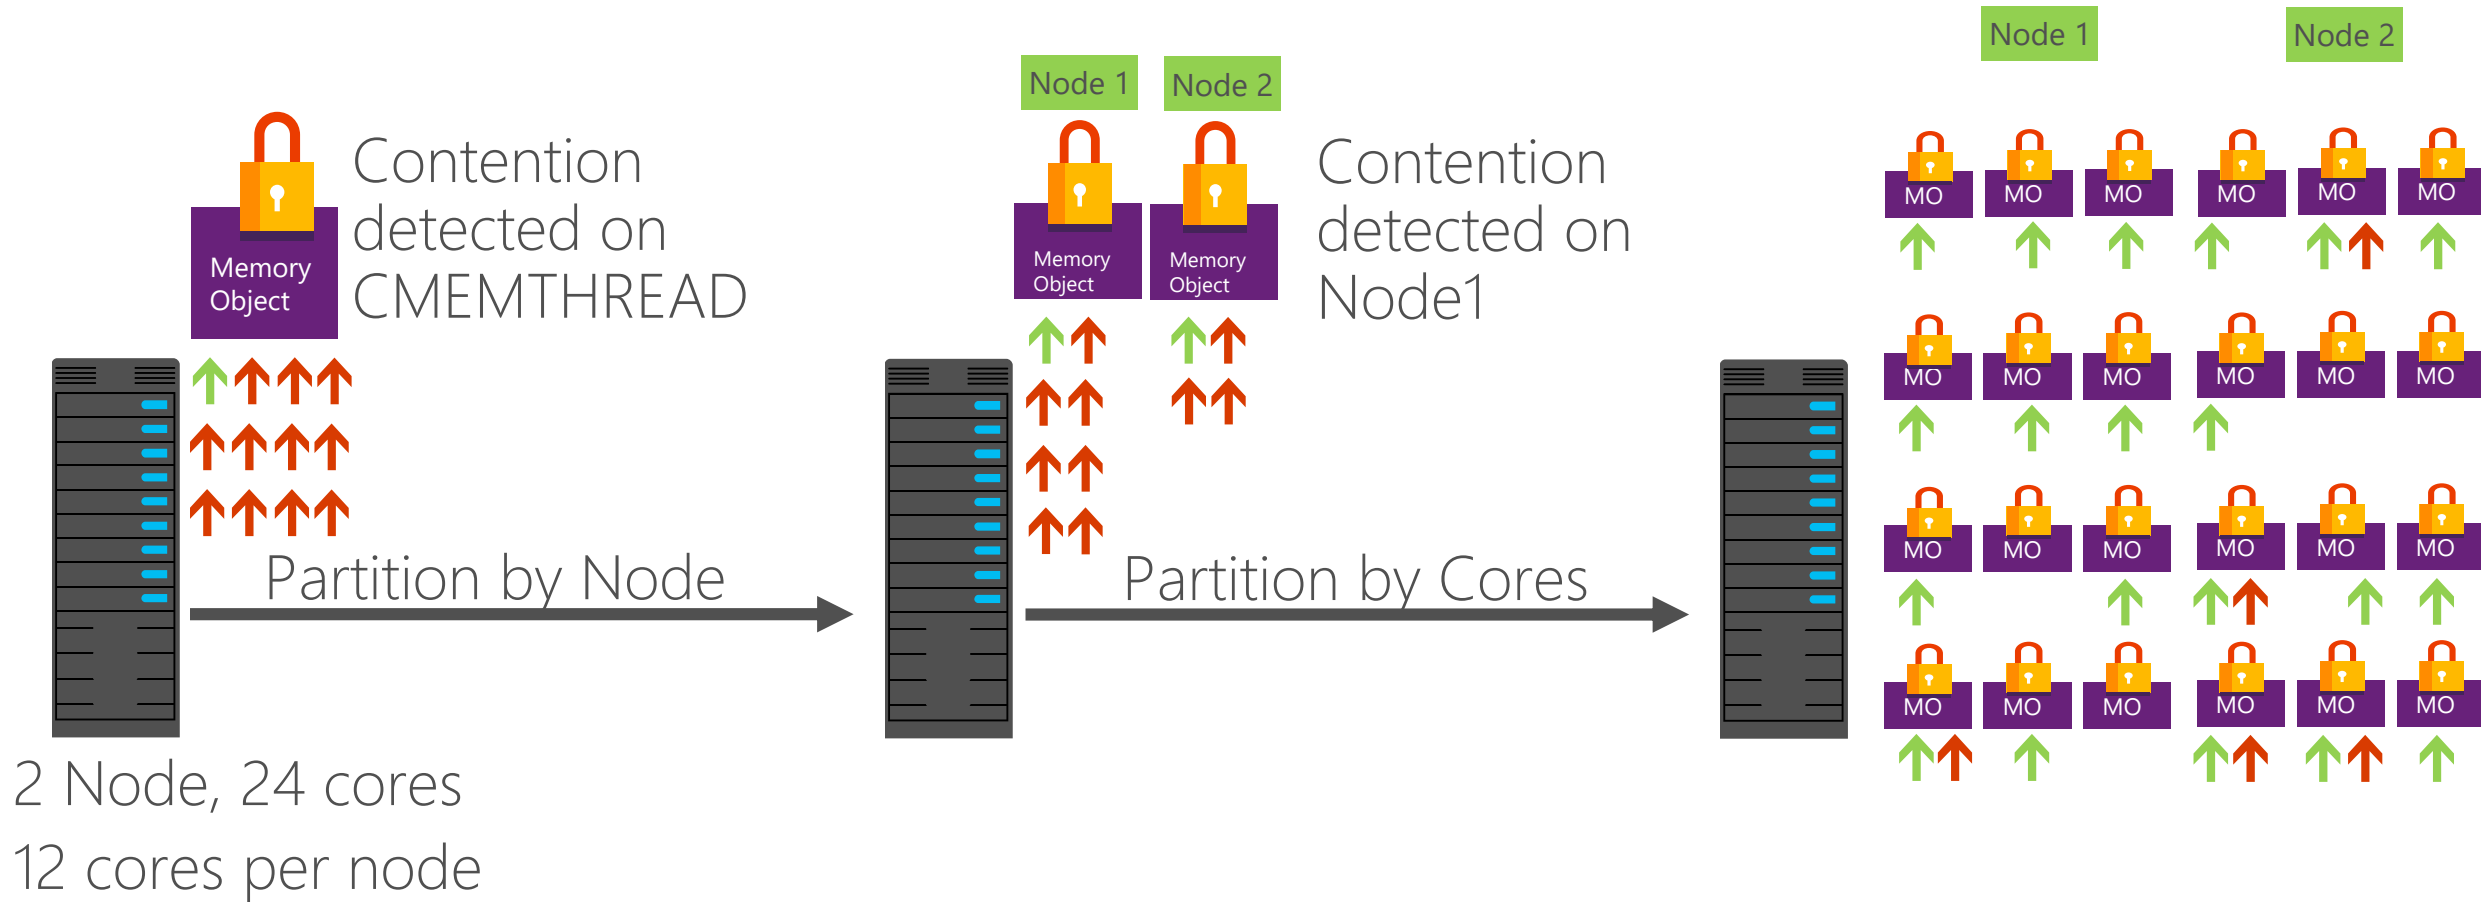 Contention
detected on
CMEMTHREAD
Memory
Object
2 Node, 24 cores
12 cores per node
Partition by Node
Node 1
Node 2
Memory
Object
Memory
Object
Contention
detected on
Node1
Partition by Cores
Node 1
Node 2
MO MO MO MO MO MO
MO MO MO MO MO MO
MO MO MO MO MO MO
MO MO MO MO MO MO